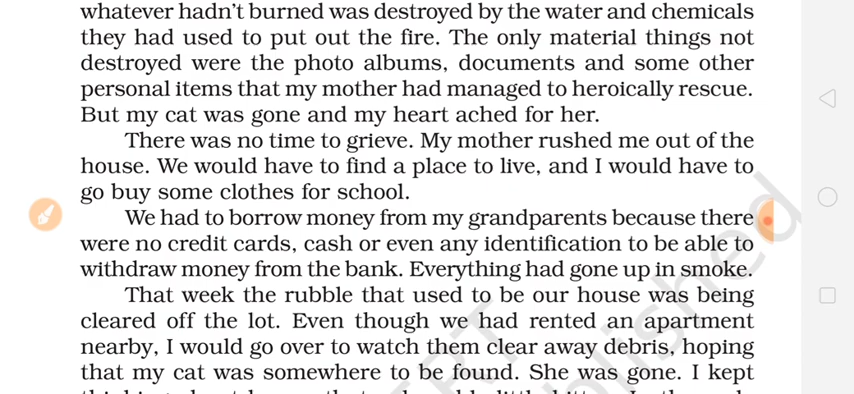 whatever hadn't burned was destroyed by the water and chemicals
they had used to put out the fire. The only material things not
destroyed were the photo albums, documents and some other
personal items that my mother had managed to heroically rescue.
But my cat was gone and my heart ached for her.
There was no time to grieve. My mother rushed me out of the
house. We would have to find a place to live, and I would have to
go buy some clothes for school.
We had to borrow money from my grandparents because there
were no credit cards, cash or even any identification to be able to
withdraw money from the bank. Everything had gone up in smoke.
That week the rubble that used to be our house was being
cleared off the lot. Even though we had rented an apartment
nearby, I would go over to watch them clear away debris, hoping
that my cat was somewhere to be found. She was gone. I kept